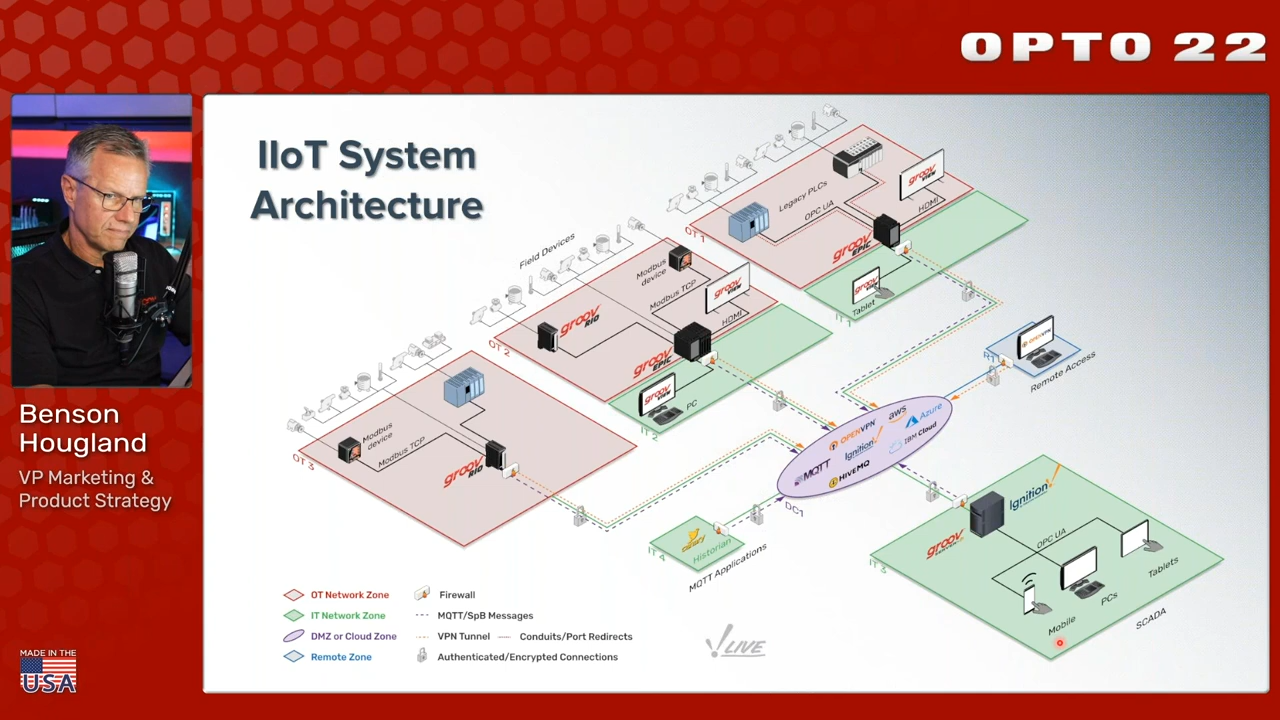 OPTO 22
IIoT System
Architecture
Benson
Hougland
VP Marketing &
Product Strategy
MADE IN THE
USA
Field Devices
OT 1
Legacy PLCs
OPC UA
groov
EPIC
groov
VIEW
HDMI
groov
VIEW
Tablet
OT 2
Modbus
device
Modbus TCP
groov
RIO
groov
EPIC
groov
VIEW
HDMI
groov
VIEW
PC
IT 2
OT 3
Modbus
device
Modbus TCP
groov
RIO
OPENVPN
Remote Access
OPENVPN
aws
Azure
Ignition
IBM Cloud
MQTT
HIVEMQ
DC1
IT 4
Historian
MQTT Applications
IT 3
groov
Ignition
OPC UA
Mobile
PCs
Tablets
SCADA
OT Network Zone
Firewall
IT Network Zone
MQTT/SpB Messages
DMZ or Cloud Zone
VPN Tunnel
Conduits/Port Redirects
Remote Zone
Authenticated/Encrypted Connections
LIVE